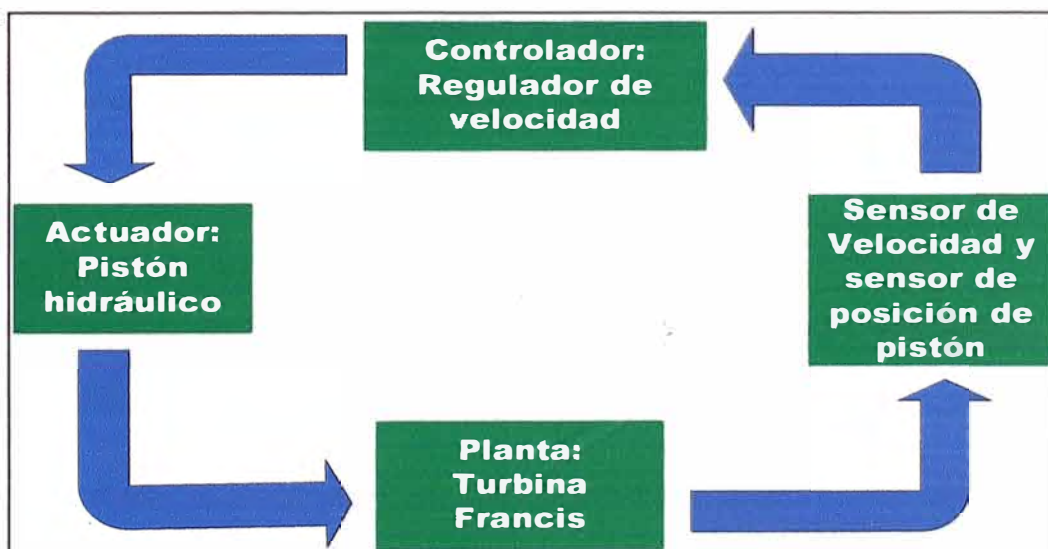 Controlador:
Regulador de
velocidad
Actuador:
Pistón
hidráulico
Sensor de
Velocidad y
sensor de
posición de
pistón
Planta:
Turbina
Francis